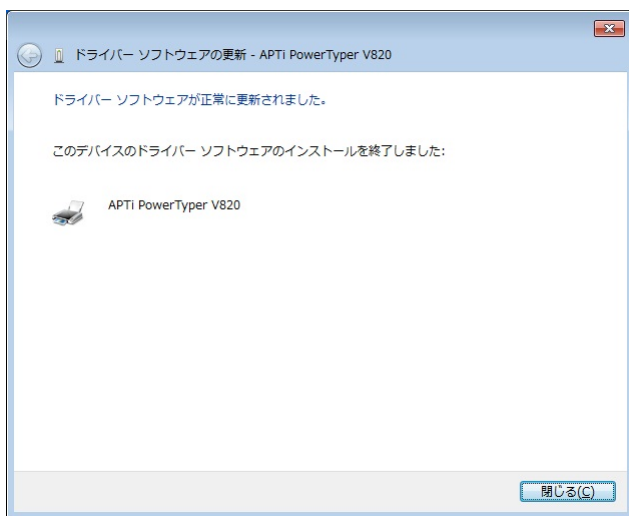 ドライバー ソフトウェアの更新 - APTi PowerTyper V820
ドライバー ソフトウェアが正常に更新されました。
このデバイスのドライバー ソフトウェアのインストールを終了しました:
APTi PowerTyper V820
閉じる(C)